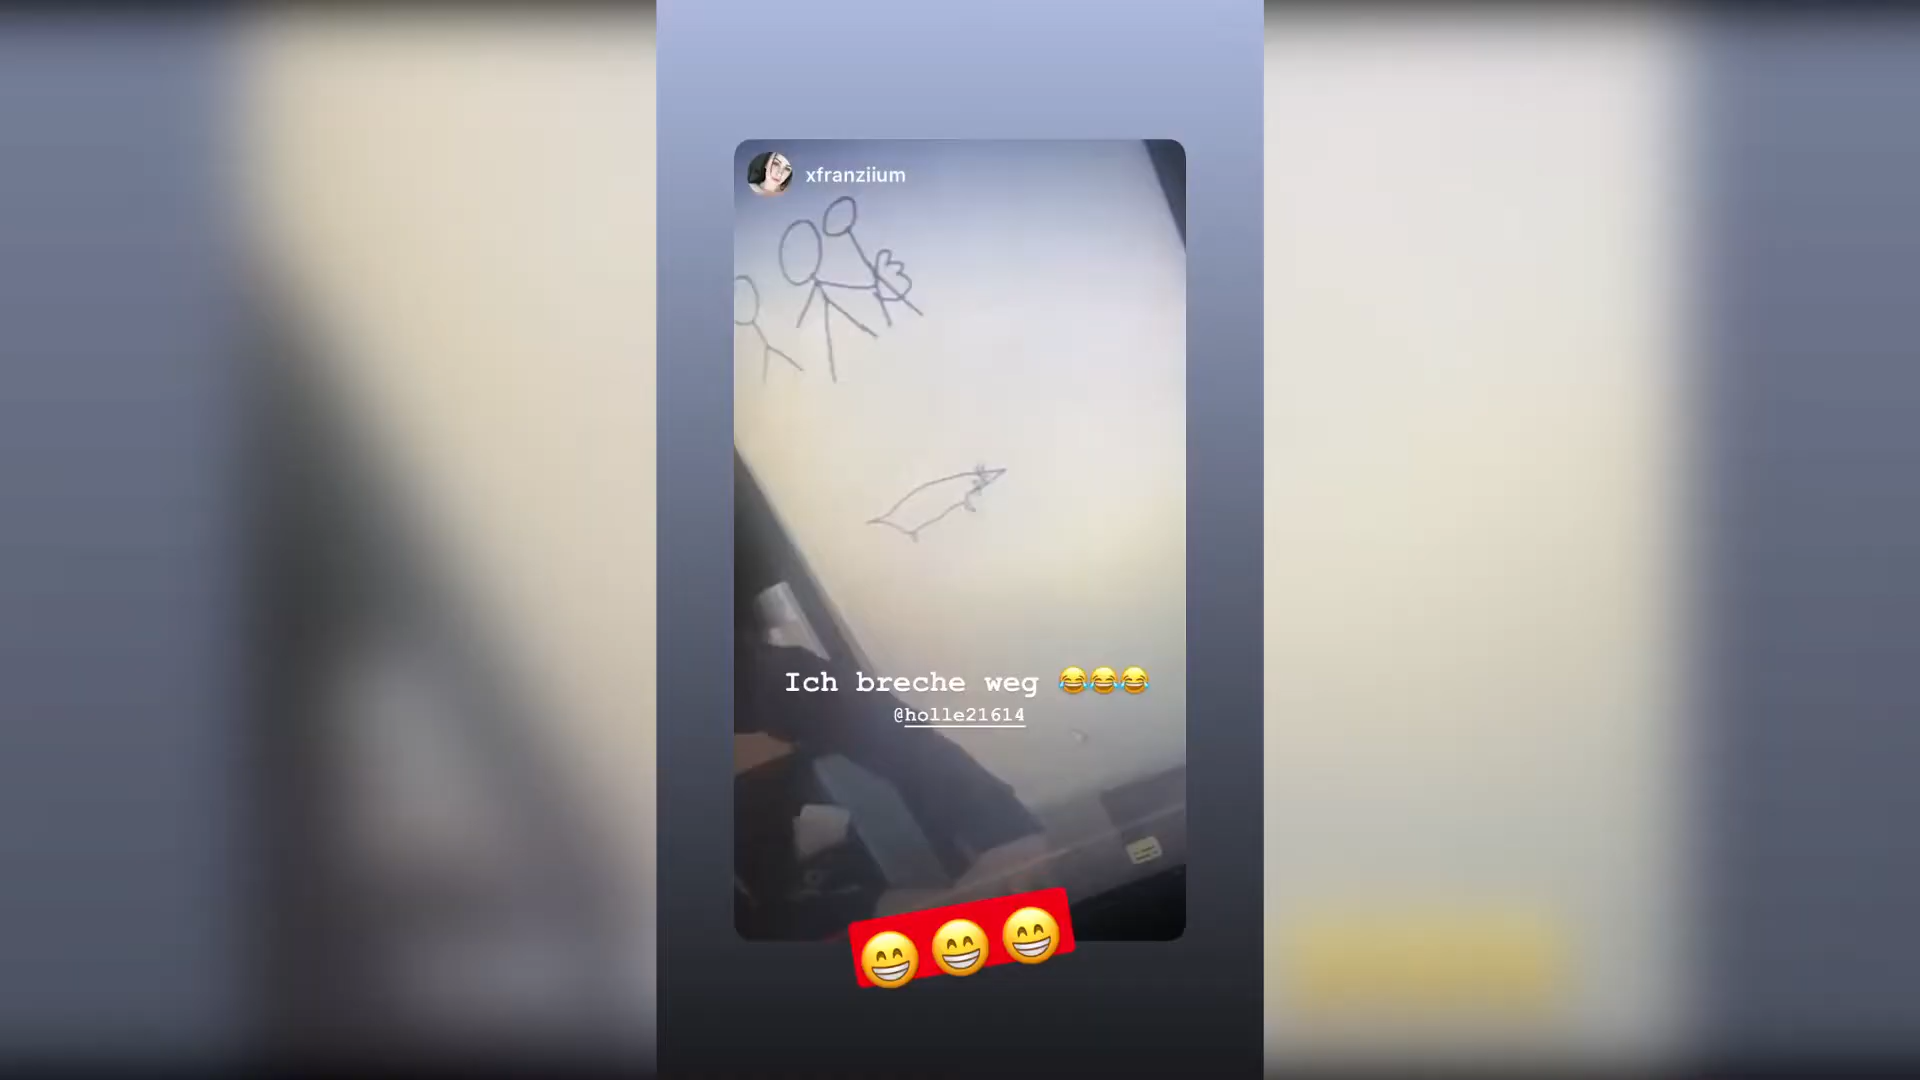 xfranziium
Ich breche weg 😂😂😂
@holle21614
😁😁😁